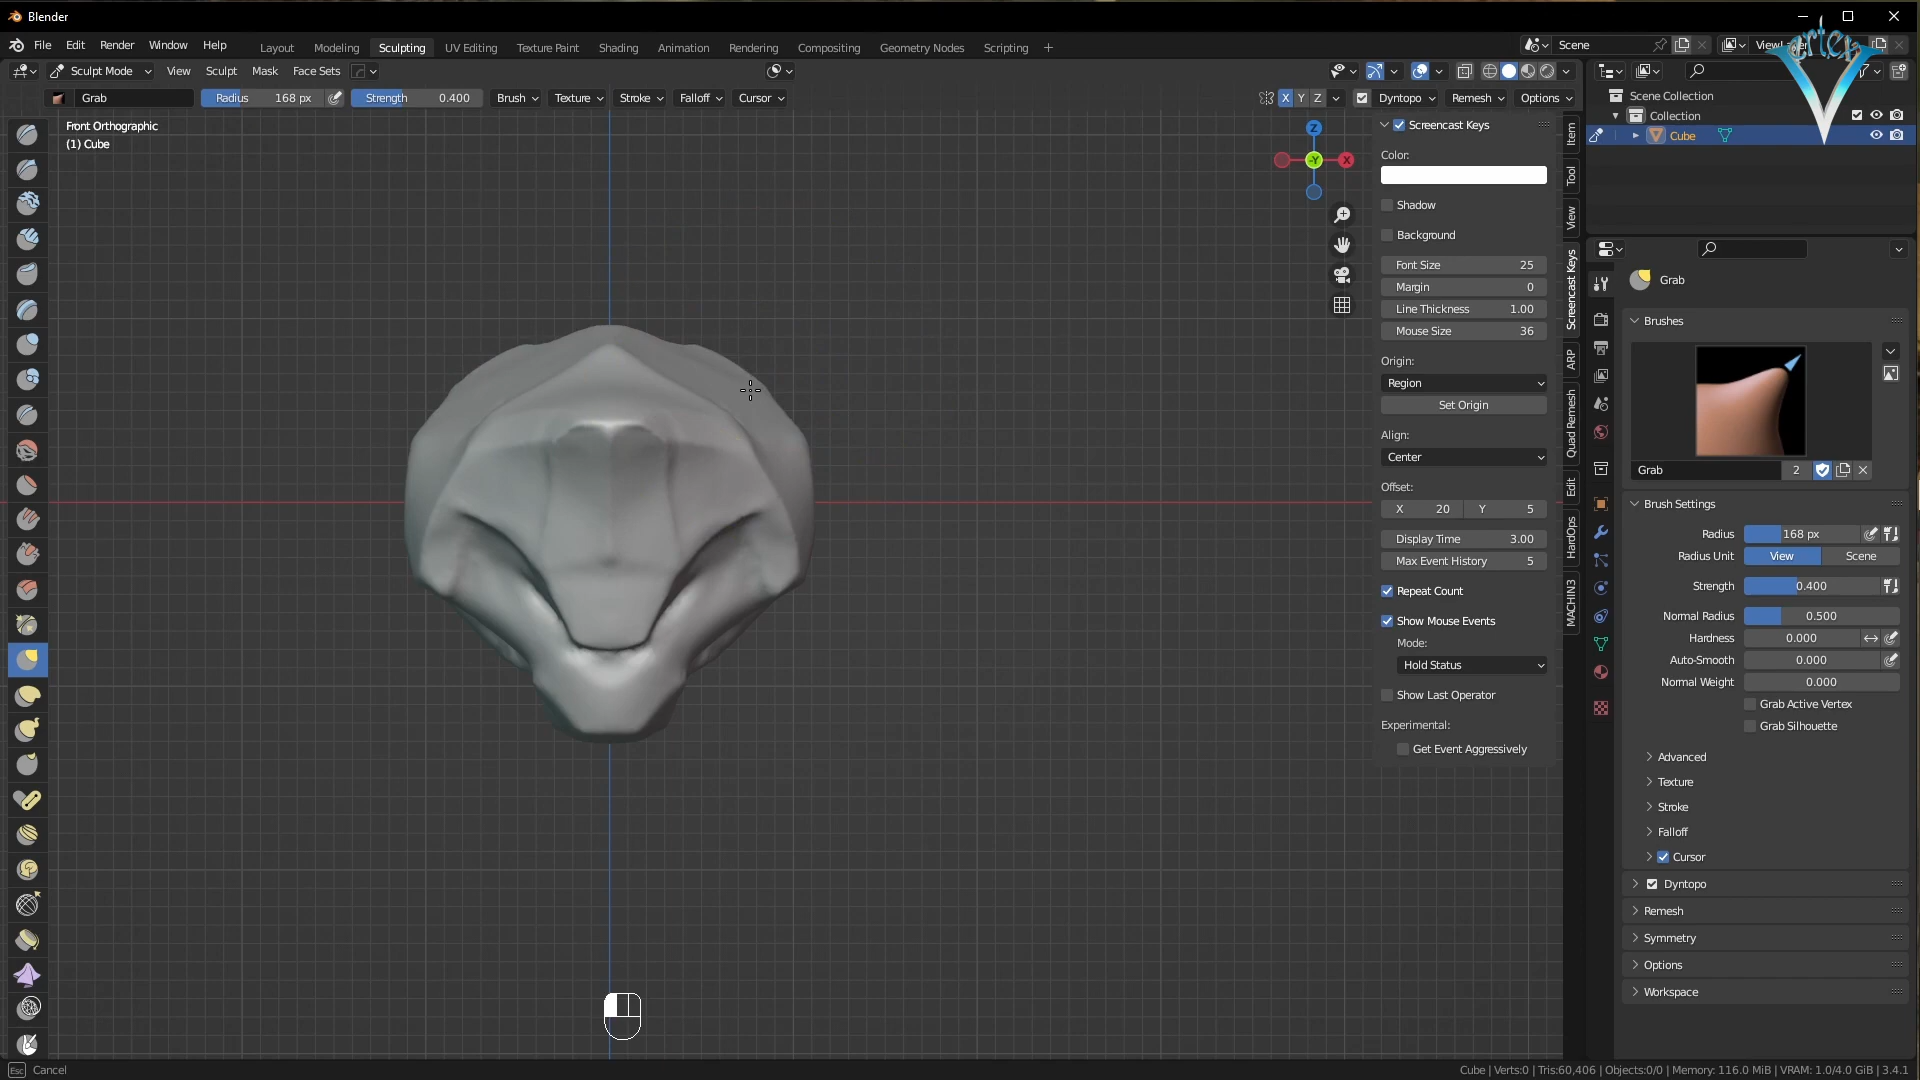 Blender
File Edit Render Window Help Layout Modeling Sculpting UV Editing Texture Paint Shading Animation Rendering Compositing Geometry Nodes Scripting + Scene ViewLayer
ertex
Sculpt Mode View Sculpt Mask Face Sets
Grab Radius 168 px Strength 0.400 Brush Texture Stroke Falloff Cursor X Y Z Dyntopo Remesh Options
Front Orthographic
(1) Cube
Z
-Y
X
Screencast Keys
Color:
Shadow
Background
Font Size 25
Margin 0
Line Thickness 1.00
Mouse Size 36
Origin:
Region
Set Origin
Align:
Center
Offset:
X 20 Y 5
Display Time 3.00
Max Event History 5
Repeat Count
Show Mouse Events
Mode:
Hold Status
Show Last Operator
Experimental:
Get Event Aggressively
Item
Tool
View
Screencast Keys
ARP
Quad Remesh
Edit
HardOps
MACHIN3
Scene Collection
Collection
Cube
Grab
Brushes
Grab 2
Brush Settings
Radius 168 px
Radius Unit View Scene
Strength 0.400
Normal Radius 0.500
Hardness 0.000
Auto-Smooth 0.000
Normal Weight 0.000
Grab Active Vertex
Grab Silhouette
Advanced
Texture
Stroke
Falloff
Cursor
Dyntopo
Remesh
Symmetry
Options
Workspace
Esc Cancel
Cube | Verts:0 | Tris:60,406 | Objects:0/0 | Memory: 116.0 MiB | VRAM: 1.0/4.0 GiB | 3.4.1